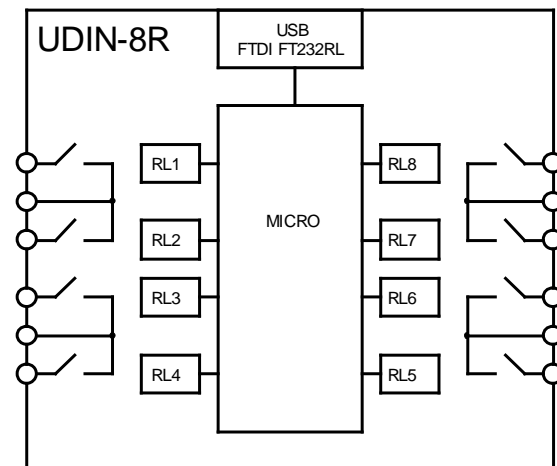 UDIN-8R
USB
FTDI FT232RL
RL1
RL8
MICRO
RL2
RL7
RL3
RL6
RL4
RL5